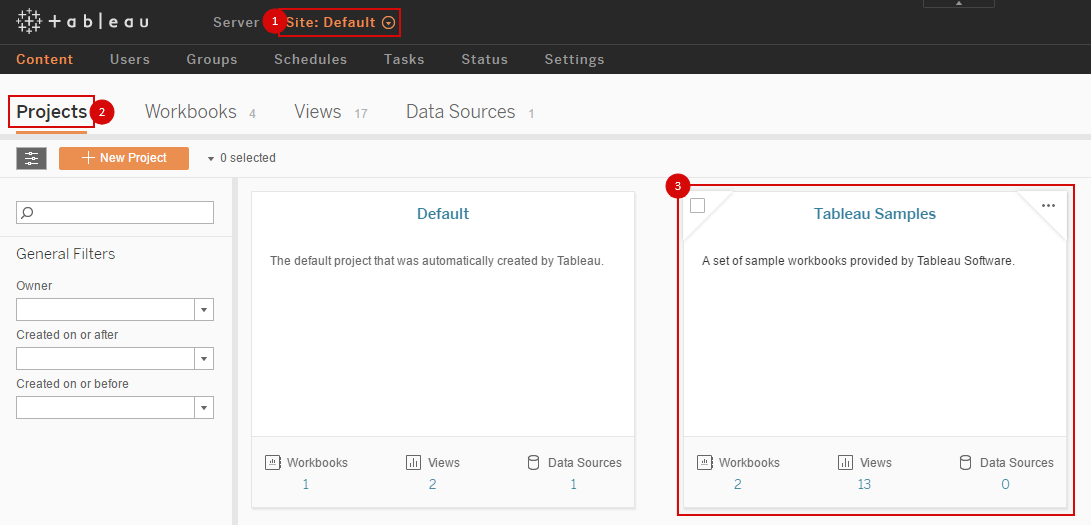 +ableau Server 1 Site: Default
Content Users Groups Schedules Tasks Status Settings
Projects 2 Workbooks 4 Views 17 Data Sources 1
New Project 0 selected
3
Default
The default project that was automatically created by Tableau.
Workbooks Views Data Sources
1 2 1
Tableau Samples
A set of sample workbooks provided by Tableau Software.
Workbooks Views Data Sources
2 13 0
General Filters
Owner
Created on or after
Created on or before